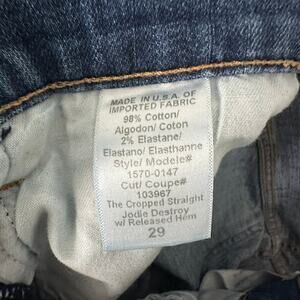 MADE IN U.S.A. OF
IMPORTED FABRIC
98% Cotton/
Algodon/ Coton
2% Elastane/
Elastano/ Elasthanne
Style/ Modele#
1570-0147
Cut/ Coupe#
103967
The Cropped Straight
Jodie Destroy
w/ Released Hem
29